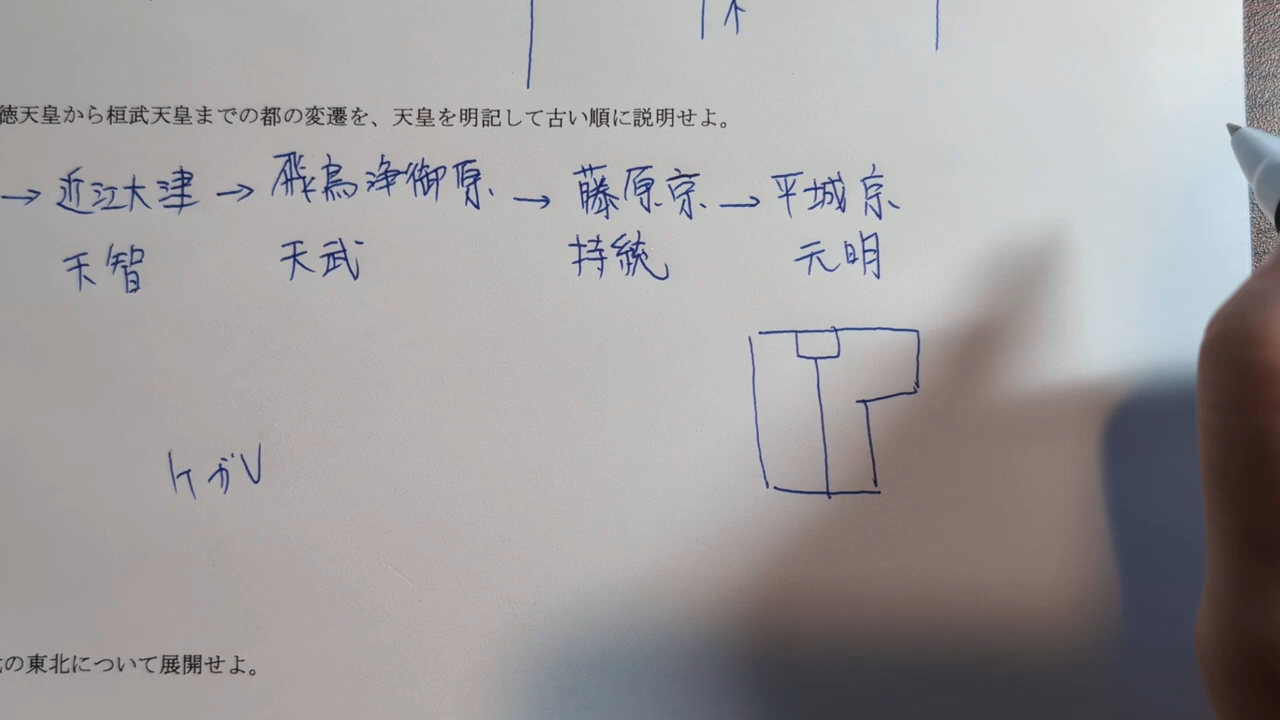 徳天皇から桓武天皇までの都の変遷を、天皇を明記して古い順に説明せよ。
→近江大津→飛鳥浄御原→藤原京→平城京
天智 天武 持統 元明
ケガレ
の東北について展開せよ。